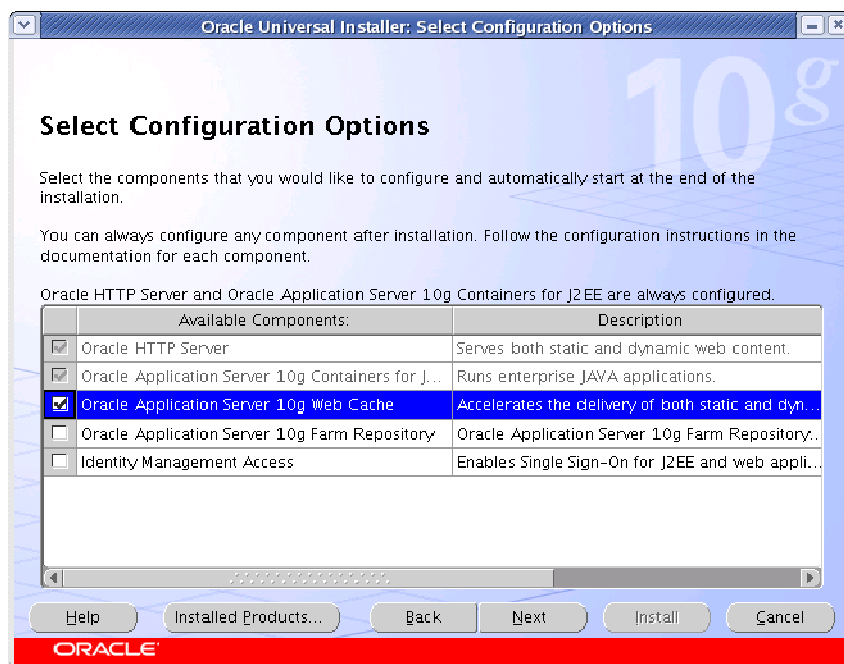 Oracle Universal Installer: Select Configuration Options
10g
Select Configuration Options
Select the components that you would like to configure and automatically start at the end of the
installation.
You can always configure any component after installation. Follow the configuration instructions in the
documentation for each component.
Oracle HTTP Server and Oracle Application Server 10g Containers for J2EE are always configured.
Available Components: Description
Oracle HTTP Server Serves both static and dynamic web content.
Oracle Application Server 10g Containers for J... Runs enterprise JAVA applications.
Oracle Application Server 10g Web Cache Accelerates the delivery of both static and dyn...
Oracle Application Server 10g Farm Repository Oracle Application Server 10g Farm Repository...
Identity Management Access Enables Single Sign-On for J2EE and web appli...
Help Installed Products... Back Next Install Cancel
ORACLE